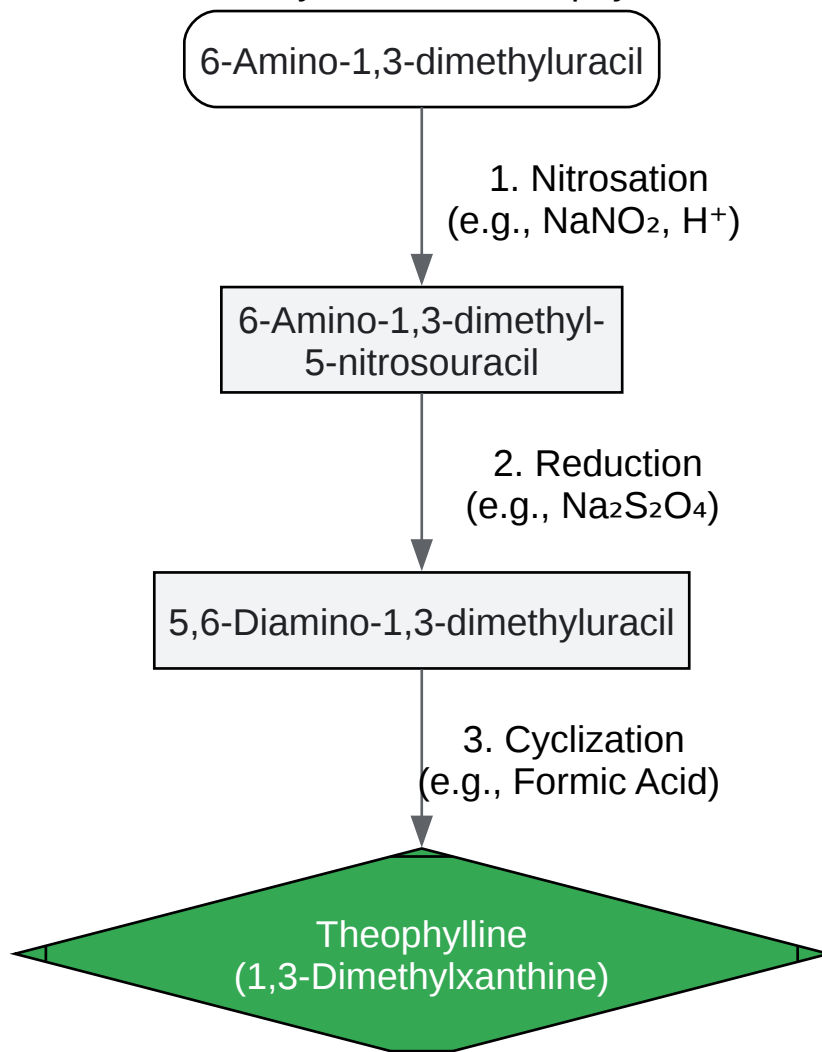 6-Amino-1,3-dimethyluracil
1. Nitrosation
(e.g., NaNO₂, H⁺)
6-Amino-1,3-dimethyl-
5-nitrosouracil
2. Reduction
(e.g., Na₂S₂O₄)
5,6-Diamino-1,3-dimethyluracil
3. Cyclization
(e.g., Formic Acid)
Theophylline
(1,3-Dimethylxanthine)